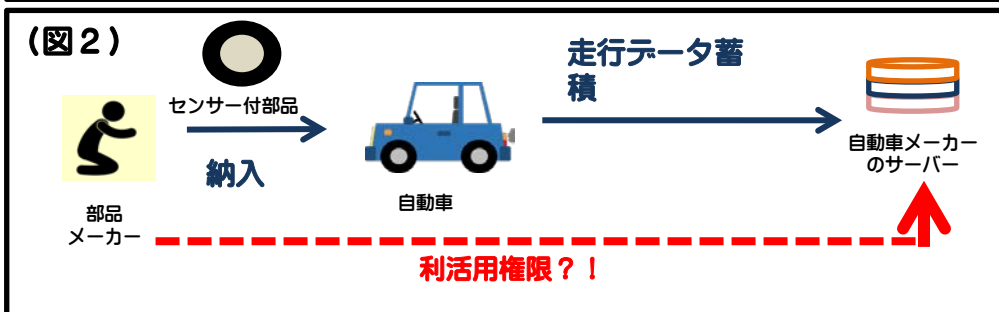 （図２）
走行データ蓄
積
センサー付部品
納入
自動車
自動車メーカー
のサーバー
部品
メーカー
利活用権限？！